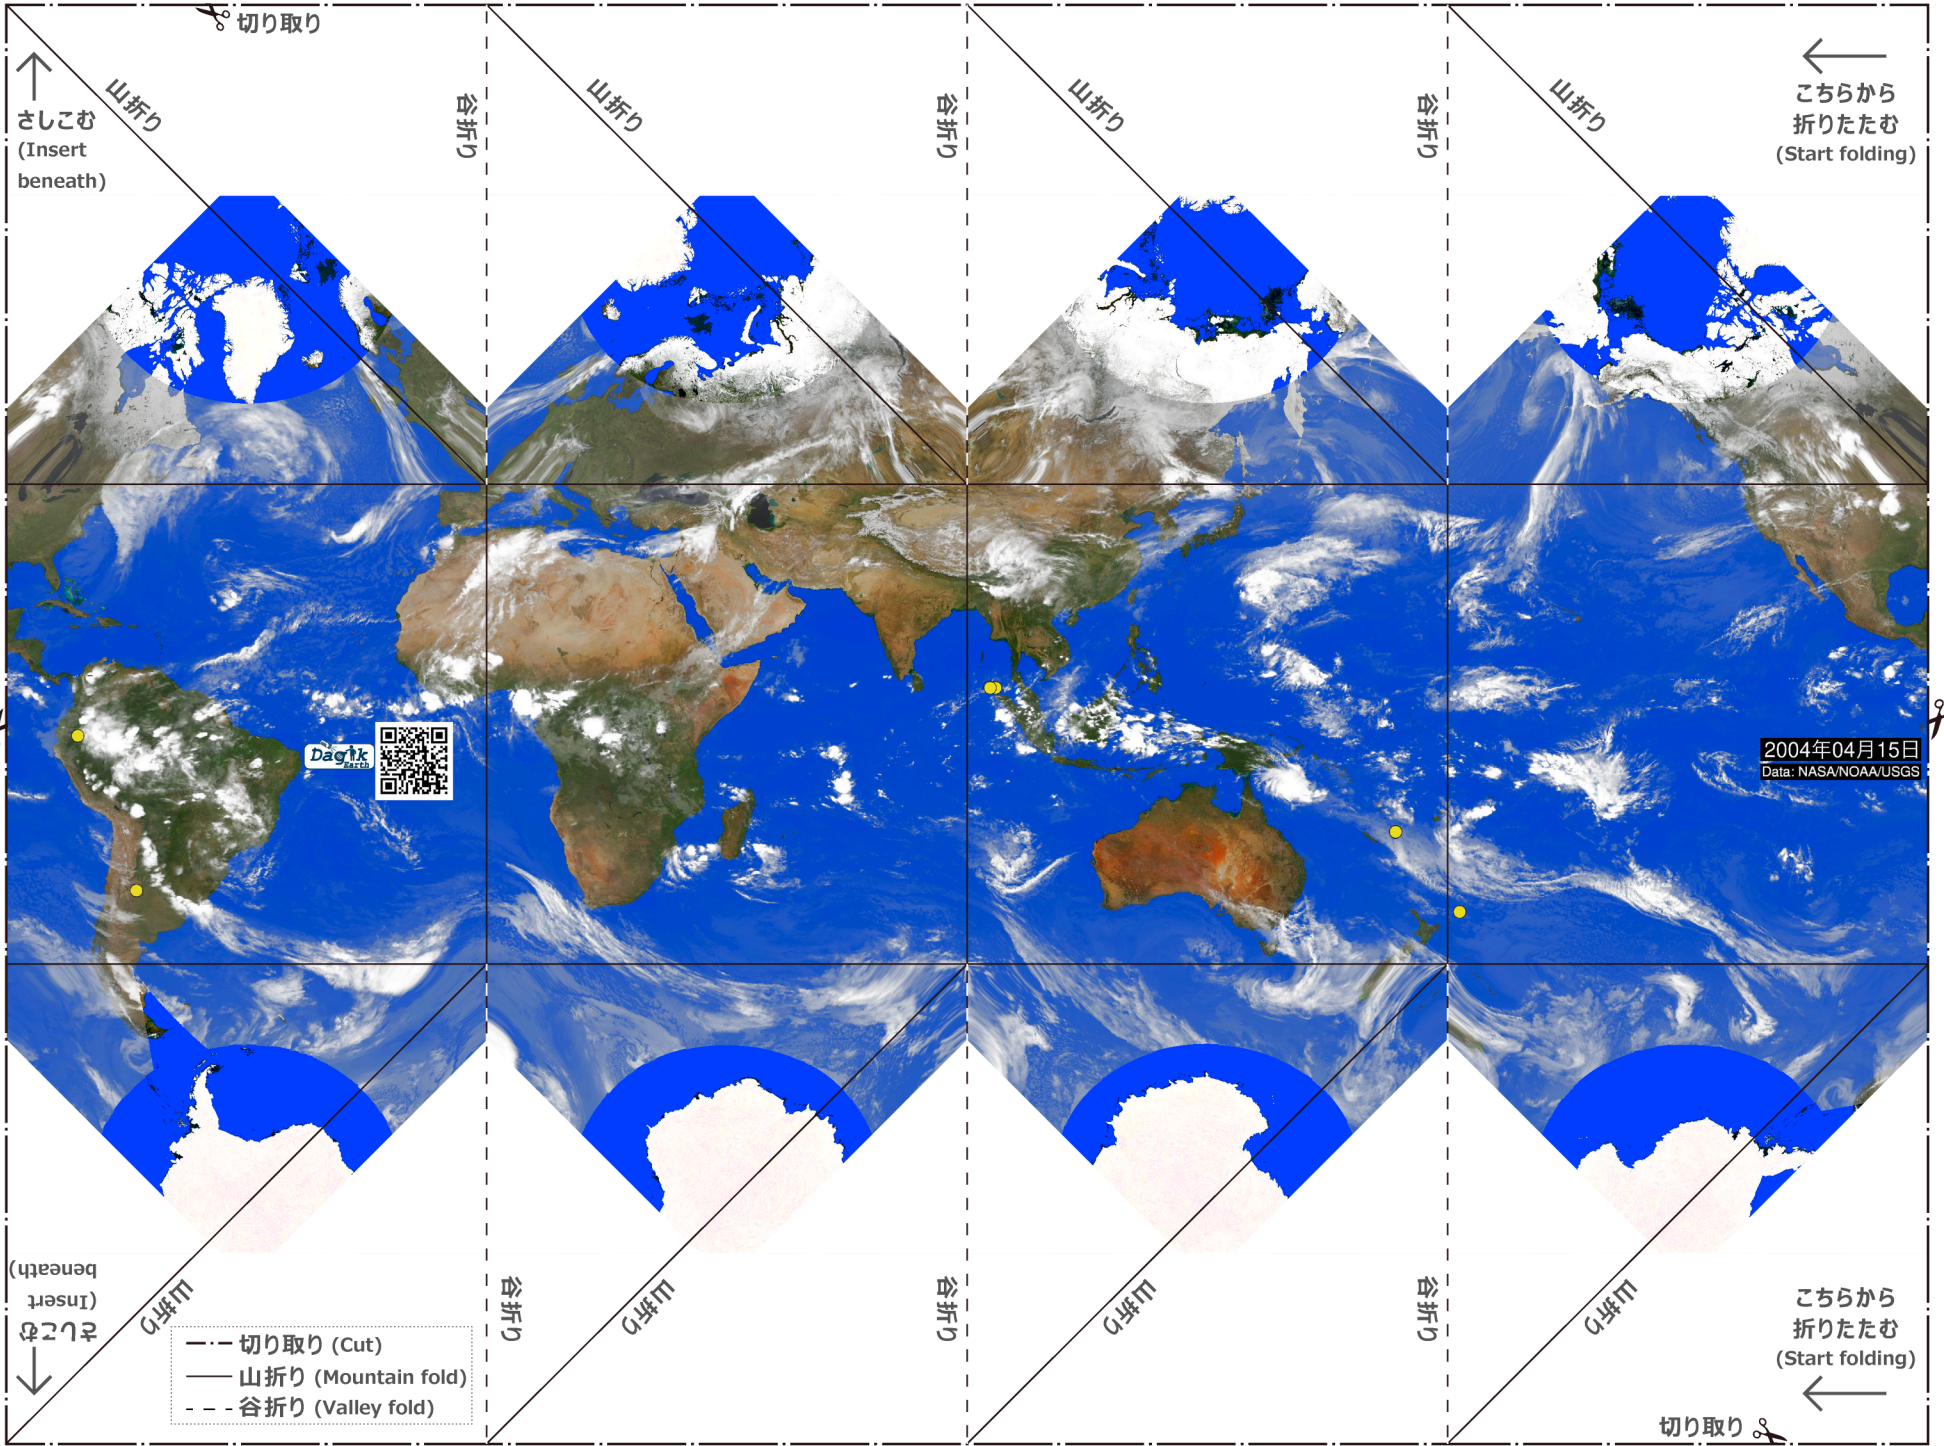 切り取り
山折り
谷折り
山折り
谷折り
山折り
谷折り
山折り
さしこむ
(Insert
beneath)
こちらから
折りたたむ
(Start folding)
Dagik
Earth
2004年04月15日
Data: NASA/NOAA/USGS
さしこむ
(Insert
beneath)
山折り
谷折り
山折り
谷折り
山折り
谷折り
山折り
切り取り (Cut)
山折り (Mountain fold)
谷折り (Valley fold)
こちらから
折りたたむ
(Start folding)
切り取り